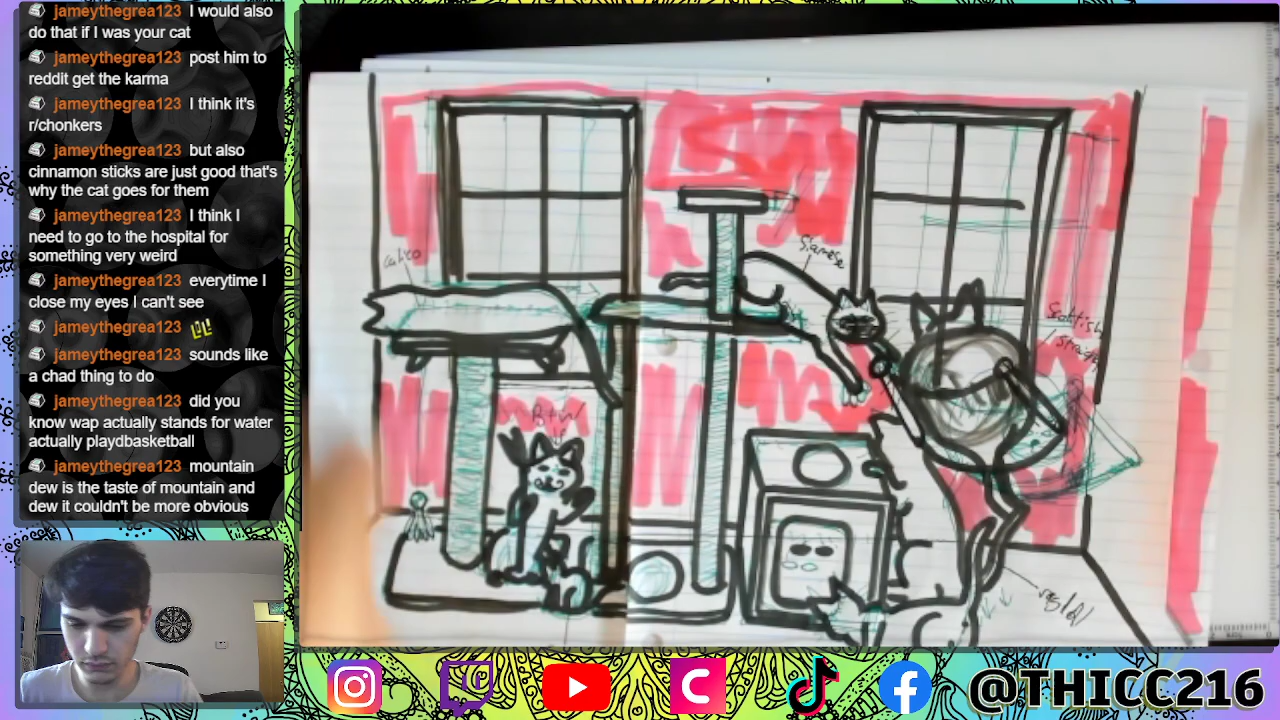 jameythegrea123 I would also
do that if I was your cat
jameythegrea123 post him to
reddit get the karma
jameythegrea123 I think it's
r/chonkers
jameythegrea123 but also
cinnamon sticks are just good that's
why the cat goes for them
jameythegrea123 I think I
need to go to the hospital for
something very weird
jameythegrea123 everytime I
close my eyes I can't see
jameythegrea123
jameythegrea123 sounds like
a chad thing to do
jameythegrea123 did you
know wap actually stands for water
actually playdbasketball
jameythegrea123 mountain
dew is the taste of mountain and
dew it couldn't be more obvious
calico
Siamese
@THICC216